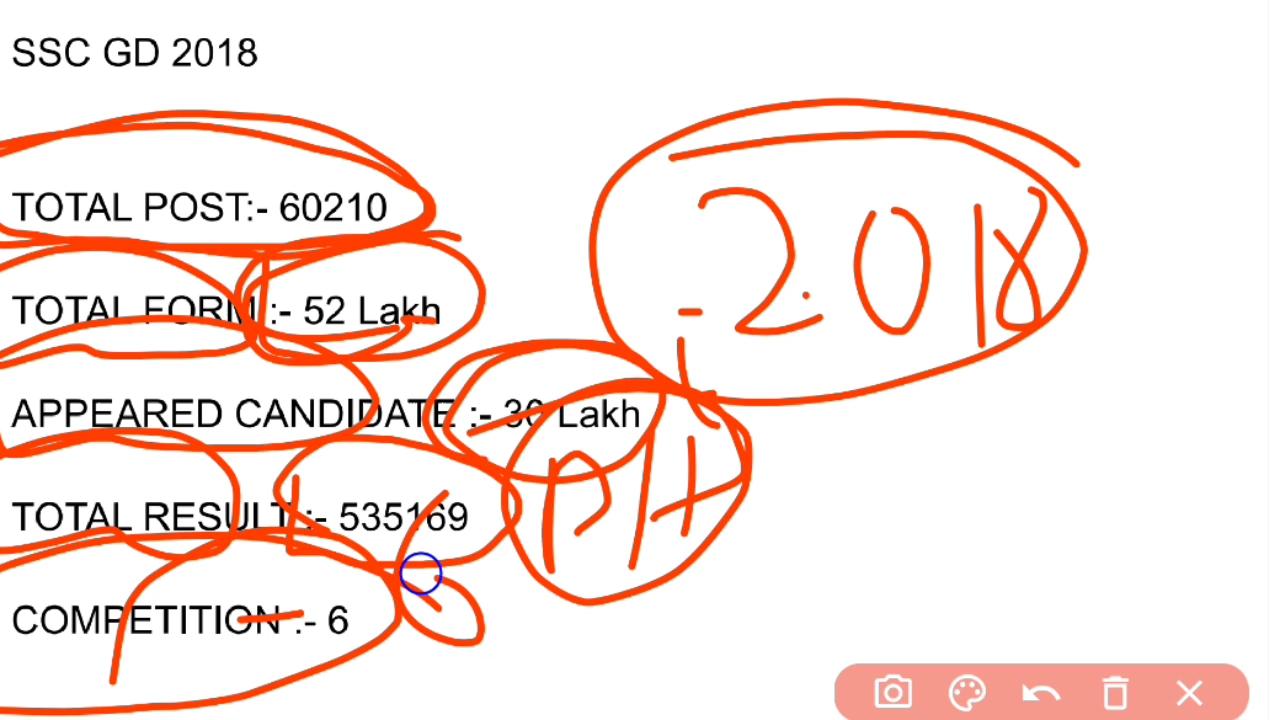 SSC GD 2018
TOTAL POST:- 60210
TOTAL FORM :- 52 Lakh
2018
APPEARED CANDIDATE :- 30 Lakh
TOTAL RESULT :- 535169
COMPETITION :- 6